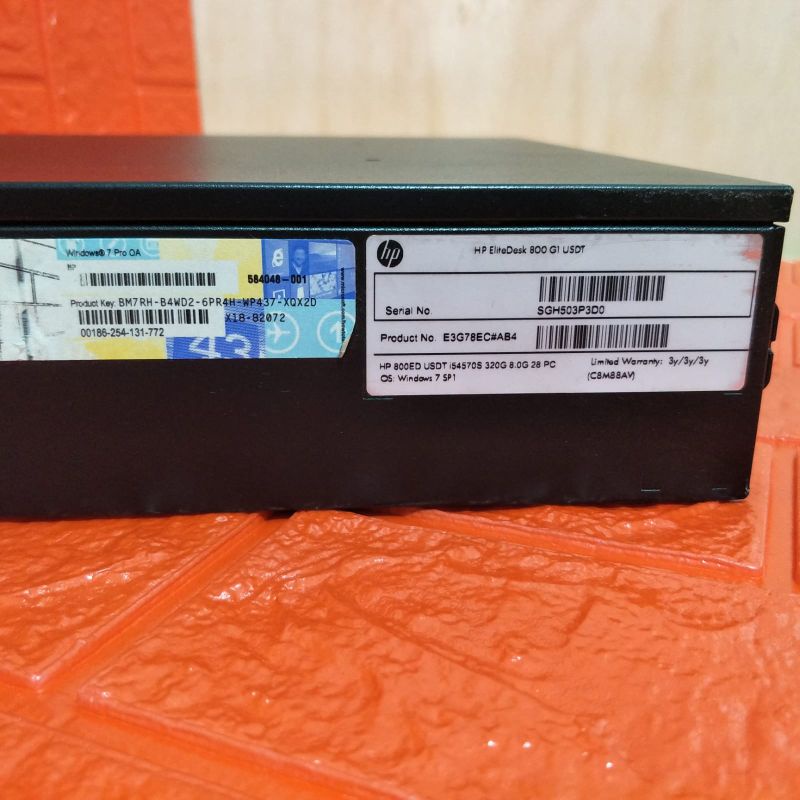 Windows® 7 Pro OA
HP
584048-001
Product Key: BM7RH-B4WD2-6PR4H-WP437-XQX2D
X18-82072
00186-254-131-772
hp
HP EliteDesk 800 G1 USDT
Serial No.
SGH503P3D0
Product No.
E3G78EC#AB4
HP 800ED USDT i54570S 320G 8.0G 28 PC
Limited Warranty: 3y/3y/3y
OS: Windows 7 SP1
(C8M88AV)